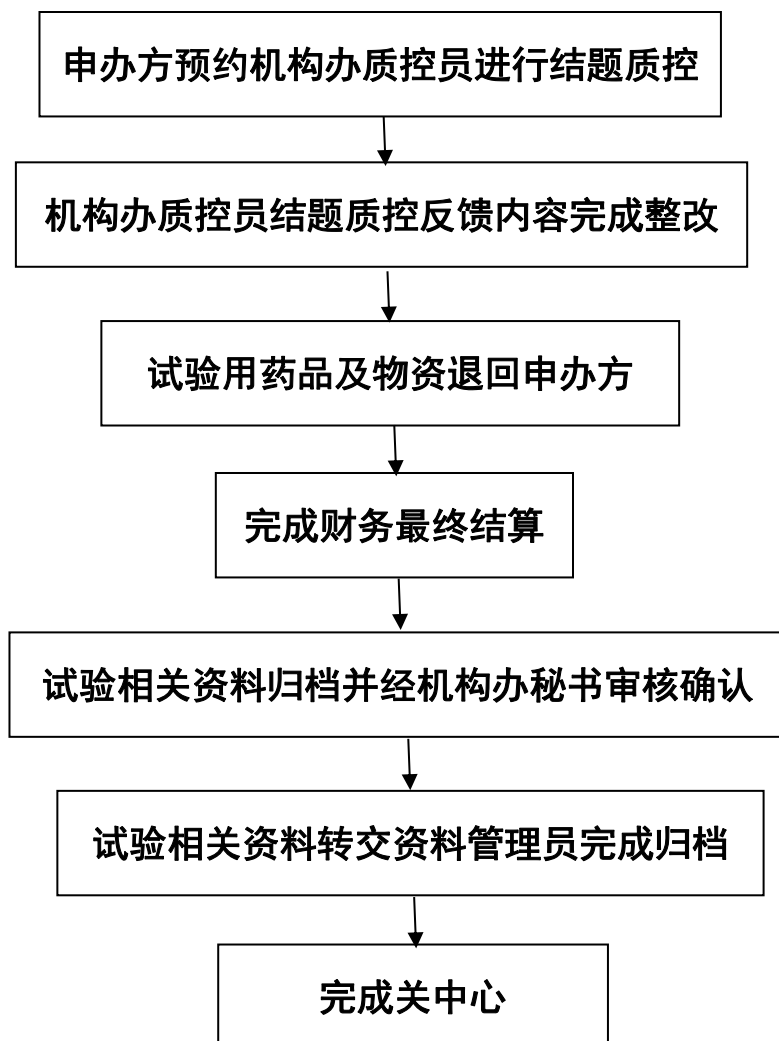 申办方预约机构办质控员进行结题质控
机构办质控员结题质控反馈内容完成整改
试验用药品及物资退回申办方
完成财务最终结算
试验相关资料归档并经机构办秘书审核确认
试验相关资料转交资料管理员完成归档
完成关中心